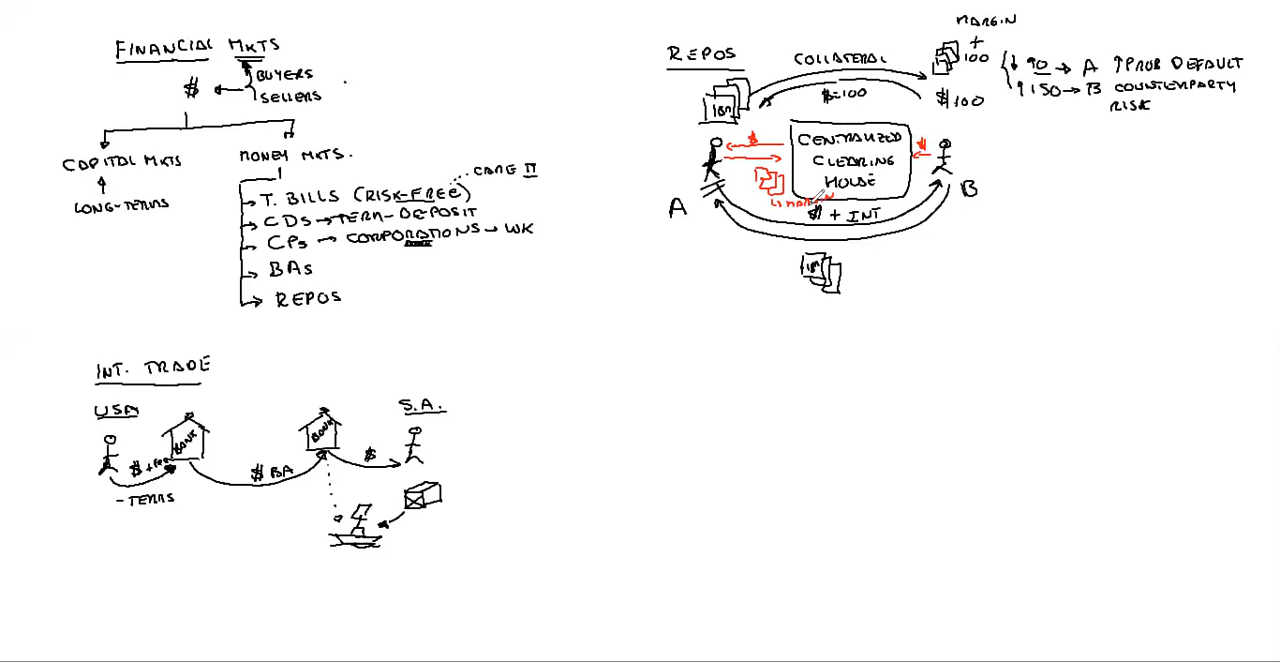 FINANCIAL MKTS
$
BUYERS
SELLERS
CAPITAL MKTS
LONG-TERMS
MONEY MKTS.
T. BILLS (RISK-FREE)
CDs → TERM-DEPOSIT
CPs → CORPORATIONS → WK
BAs
REPOS
INT. TRADE
USA
BANK
BANK
S.A.
$ + Fee
$ BA
$
- TERMS
REPOS
COLLATERAL
$=100
MARGIN
+
100
$100
↓ 90 → A ↑ PROB DEFAULT
↑ 150 → B COUNTERPARTY
RISK
$
CENTRALIZED
CLEARING
HOUSE
$
A
B
$ + INT